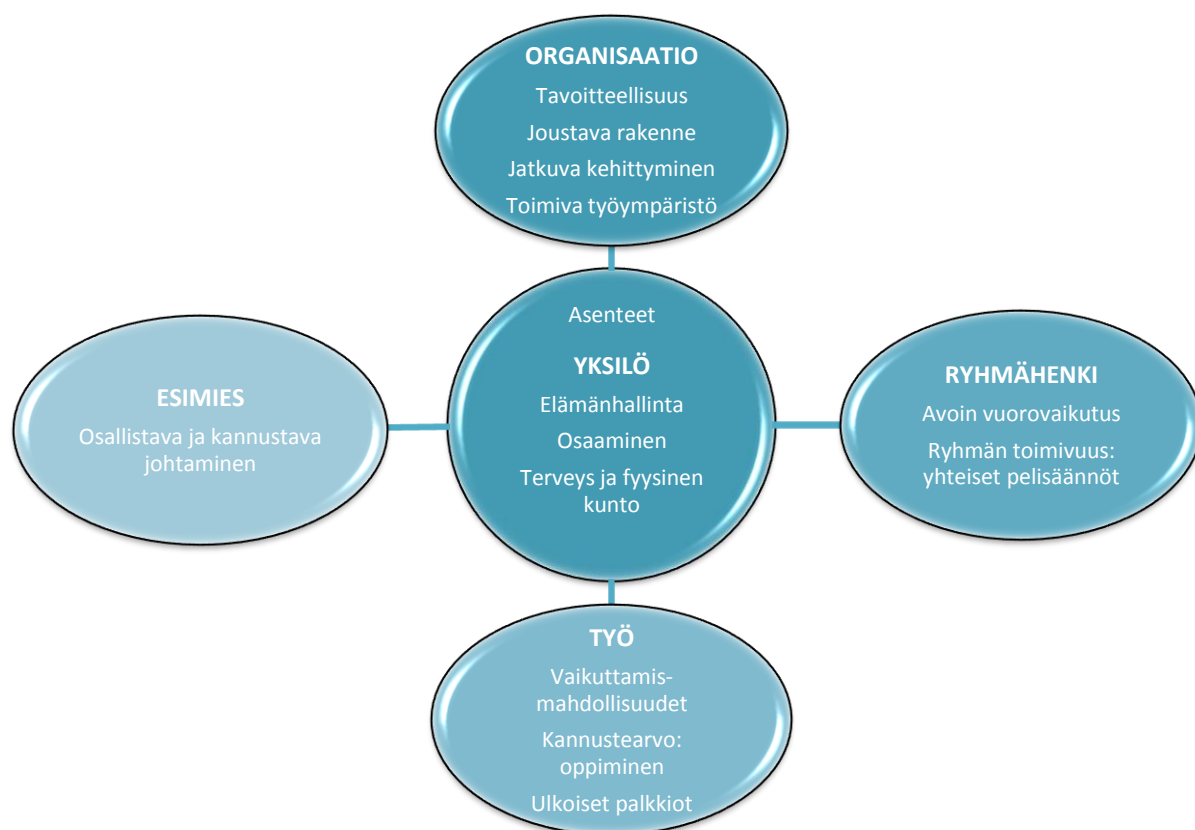 ORGANISAATIO
Tavoitteellisuus
Joustava rakenne
Jatkuva kehittyminen
Toimiva työympäristö
ESIMIES
Osallistava ja kannustava
johtaminen
Asenteet
YKSILÖ
Elämänhallinta
Osaaminen
Terveys ja fyysinen
kunto
RYHMÄHENKI
Avoin vuorovaikutus
Ryhmän toimivuus:
yhteiset pelisäännöt
TYÖ
Vaikuttamis-
mahdollisuudet
Kannustearvo:
oppiminen
Ulkoiset palkkiot